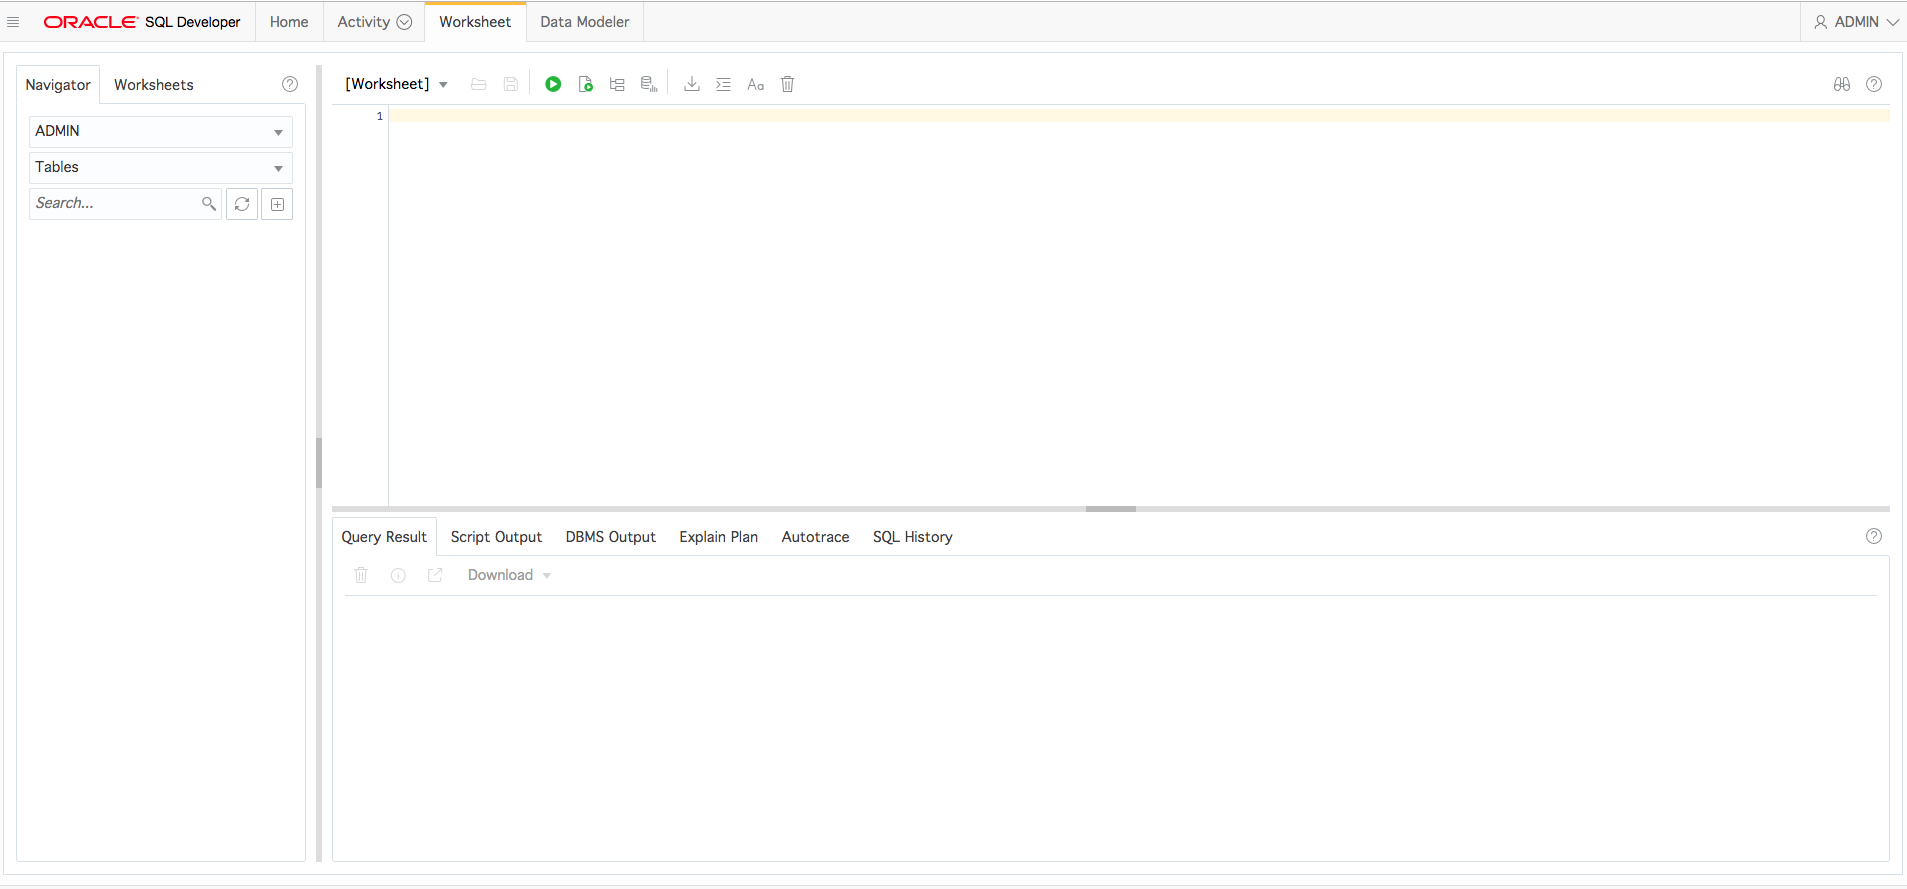 ORACLE SQL Developer Home Activity Worksheet Data Modeler ADMIN
Navigator Worksheets ?
[Worksheet] Aa ?
ADMIN
Tables
Search...
1
Query Result Script Output DBMS Output Explain Plan Autotrace SQL History ?
Download